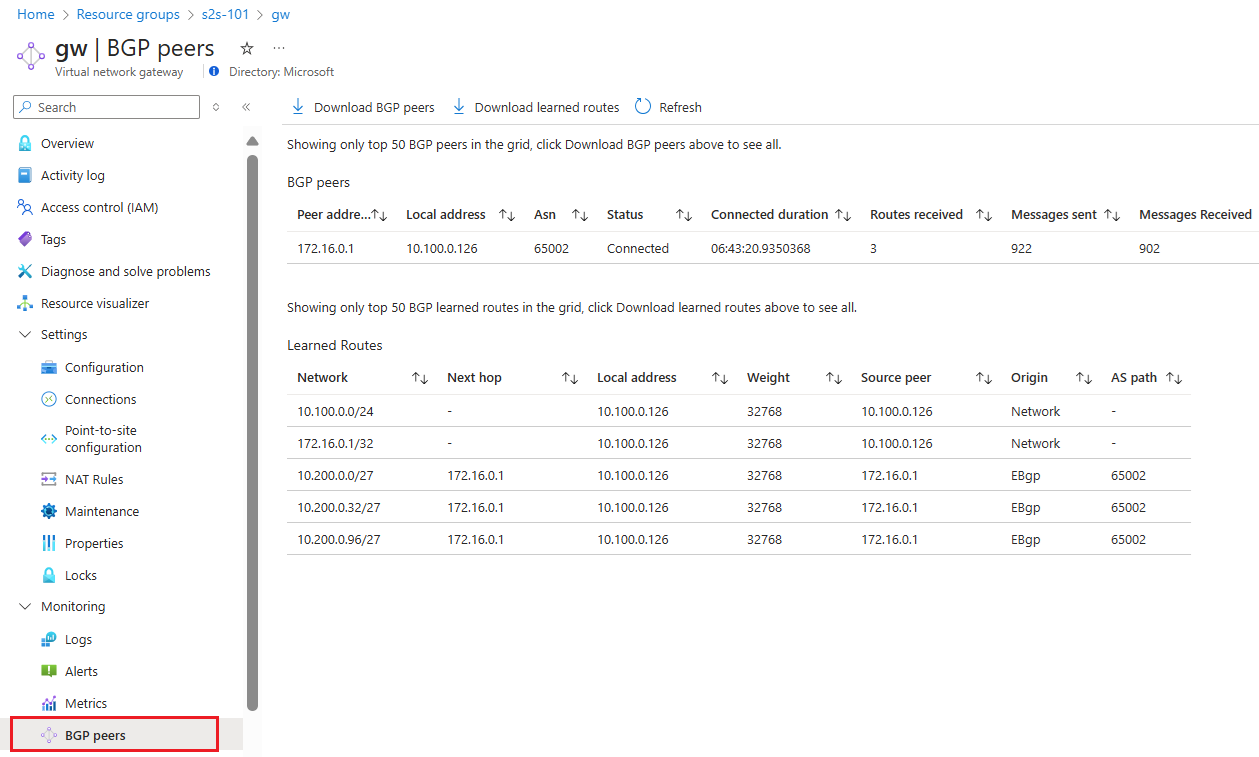 Home > Resource groups > s2s-101 > gw
gw | BGP peers ☆ ...
Virtual network gateway Directory: Microsoft
Search
Overview
Activity log
Access control (IAM)
Tags
Diagnose and solve problems
Resource visualizer
Settings
Configuration
Connections
Point-to-site
configuration
NAT Rules
Maintenance
Properties
Locks
Monitoring
Logs
Alerts
Metrics
BGP peers
Download BGP peers Download learned routes Refresh
Showing only top 50 BGP peers in the grid, click Download BGP peers above to see all.
BGP peers
Peer addre... Local address Asn Status Connected duration Routes received Messages sent Messages Received
172.16.0.1 10.100.0.126 65002 Connected 06:43:20.9350368 3 922 902
Showing only top 50 BGP learned routes in the grid, click Download learned routes above to see all.
Learned Routes
Network Next hop Local address Weight Source peer Origin AS path
10.100.0.0/24 - 10.100.0.126 32768 10.100.0.126 Network -
172.16.0.1/32 - 10.100.0.126 32768 10.100.0.126 Network -
10.200.0.0/27 172.16.0.1 10.100.0.126 32768 172.16.0.1 EBgp 65002
10.200.0.32/27 172.16.0.1 10.100.0.126 32768 172.16.0.1 EBgp 65002
10.200.0.96/27 172.16.0.1 10.100.0.126 32768 172.16.0.1 EBgp 65002